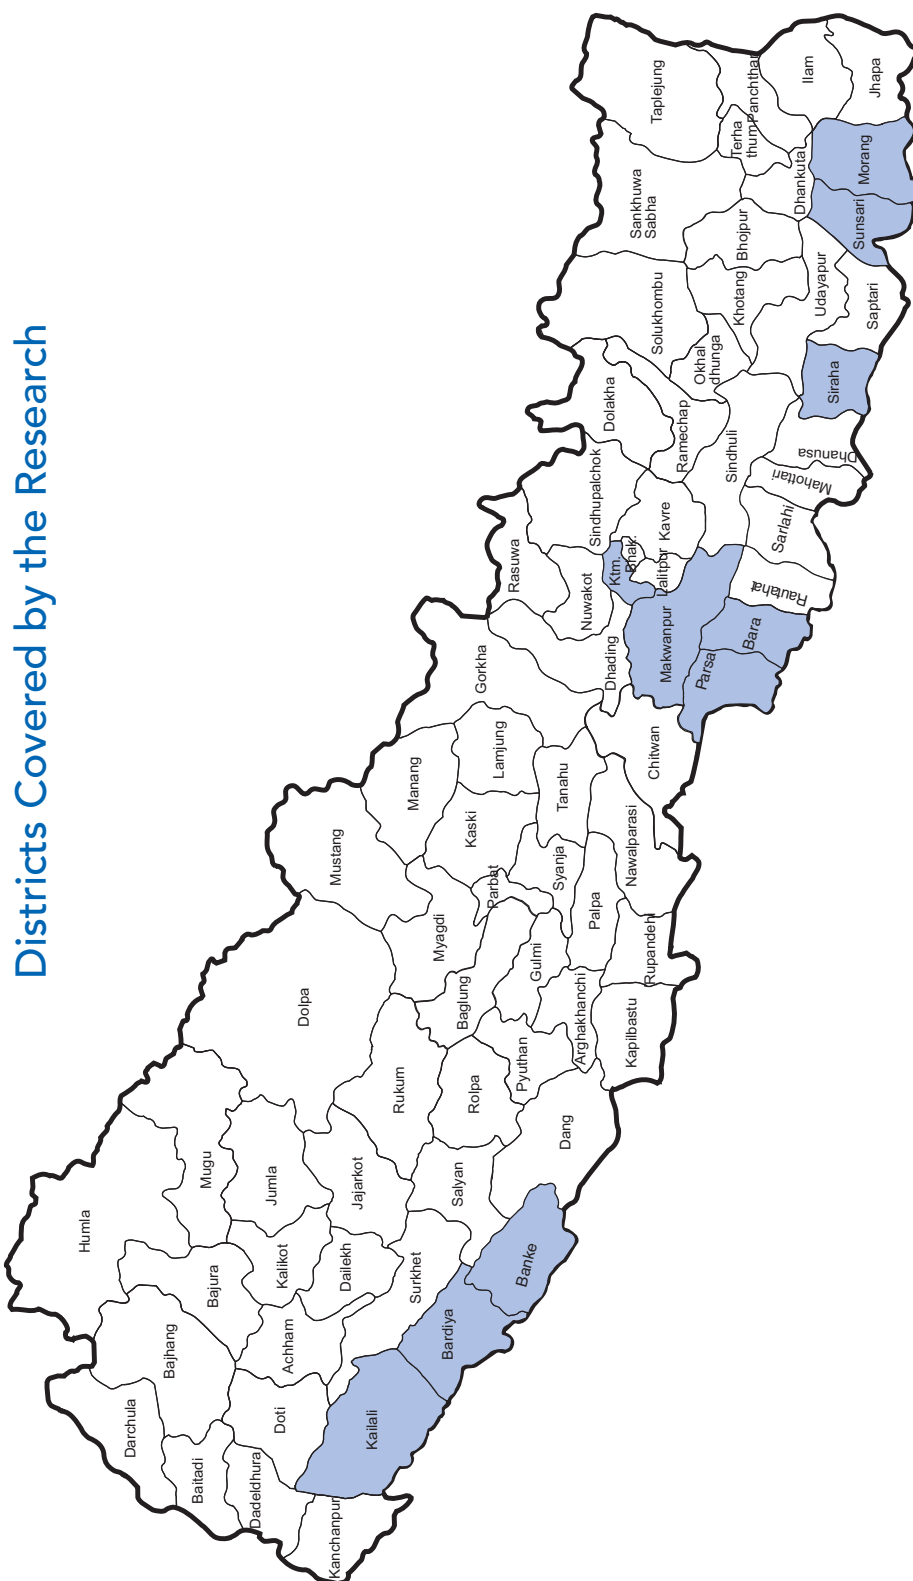 Districts Covered by the Research
Humla
Darchula
Bajhang
Mugu
Bajura
Baitadi
Jumla
Dolpa
Kalikot
Mustang
Dadeldhura
Doti
Achham
Jajarkot
Dailekh
Kanchanpur
Kailali
Rukum
Manang
Surkhet
Myagdi
Bardiya
Salyan
Rolpa
Baglung
Kaski
Lamjung
Gorkha
Parbat
Banke
Pyuthan
Gulmi
Syanja
Tanahu
Rasuwa
Dang
Arghakhanchi
Palpa
Nuwakot
Dhading
Sindhupalchok
Dolakha
Kapilbastu
Rupandehi
Nawalparasi
Chitwan
Ktm.
Bhak.
Lalitpur
Kavre
Makwanpur
Ramechap
Solukhombu
Sankhuwa
Sabha
Taplejung
Parsa
Bara
Sindhuli
Okhal
dhunga
Khotang
Bhojpur
Terha
thum
Panchthar
Rautahat
Sarlahi
Mahottari
Dhanusa
Siraha
Udayapur
Saptari
Dhankuta
Sunsari
Morang
Ilam
Jhapa